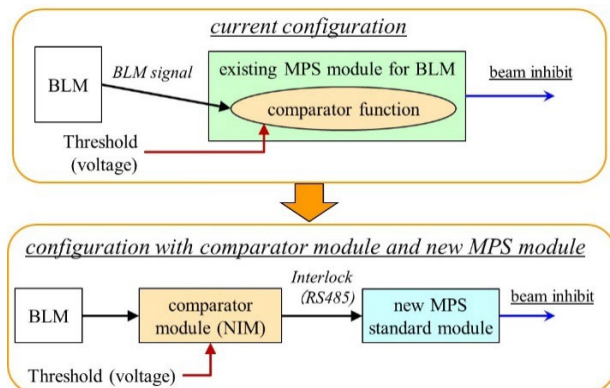 current configuration
BLM
BLM signal
existing MPS module for BLM
comparator function
beam inhibit
Threshold
(voltage)
configuration with comparator module and new MPS module
BLM
comparator
module (NIM)
Interlock
(RS485)
new MPS
standard module
beam inhibit
Threshold (voltage)